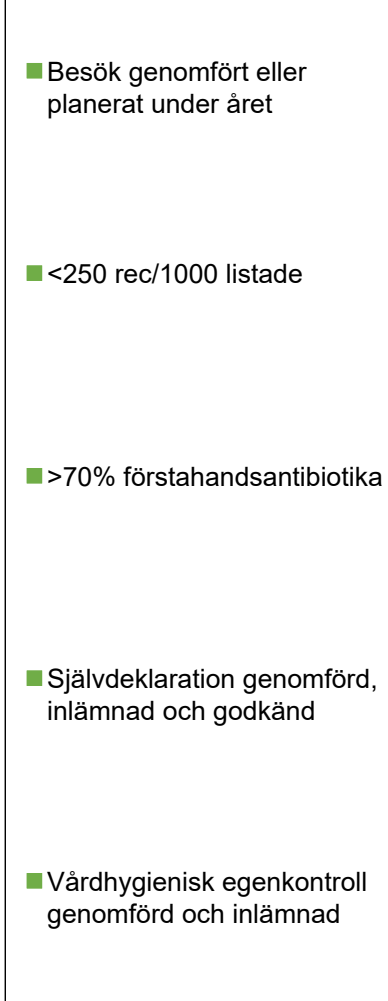 Besök genomfört eller
planerat under året
<250 rec/1000 listade
>70% förstahandsantibiotika
Självdeklaration genomförd,
inlämnad och godkänd
Vårdhygienisk egenkontroll
genomförd och inlämnad